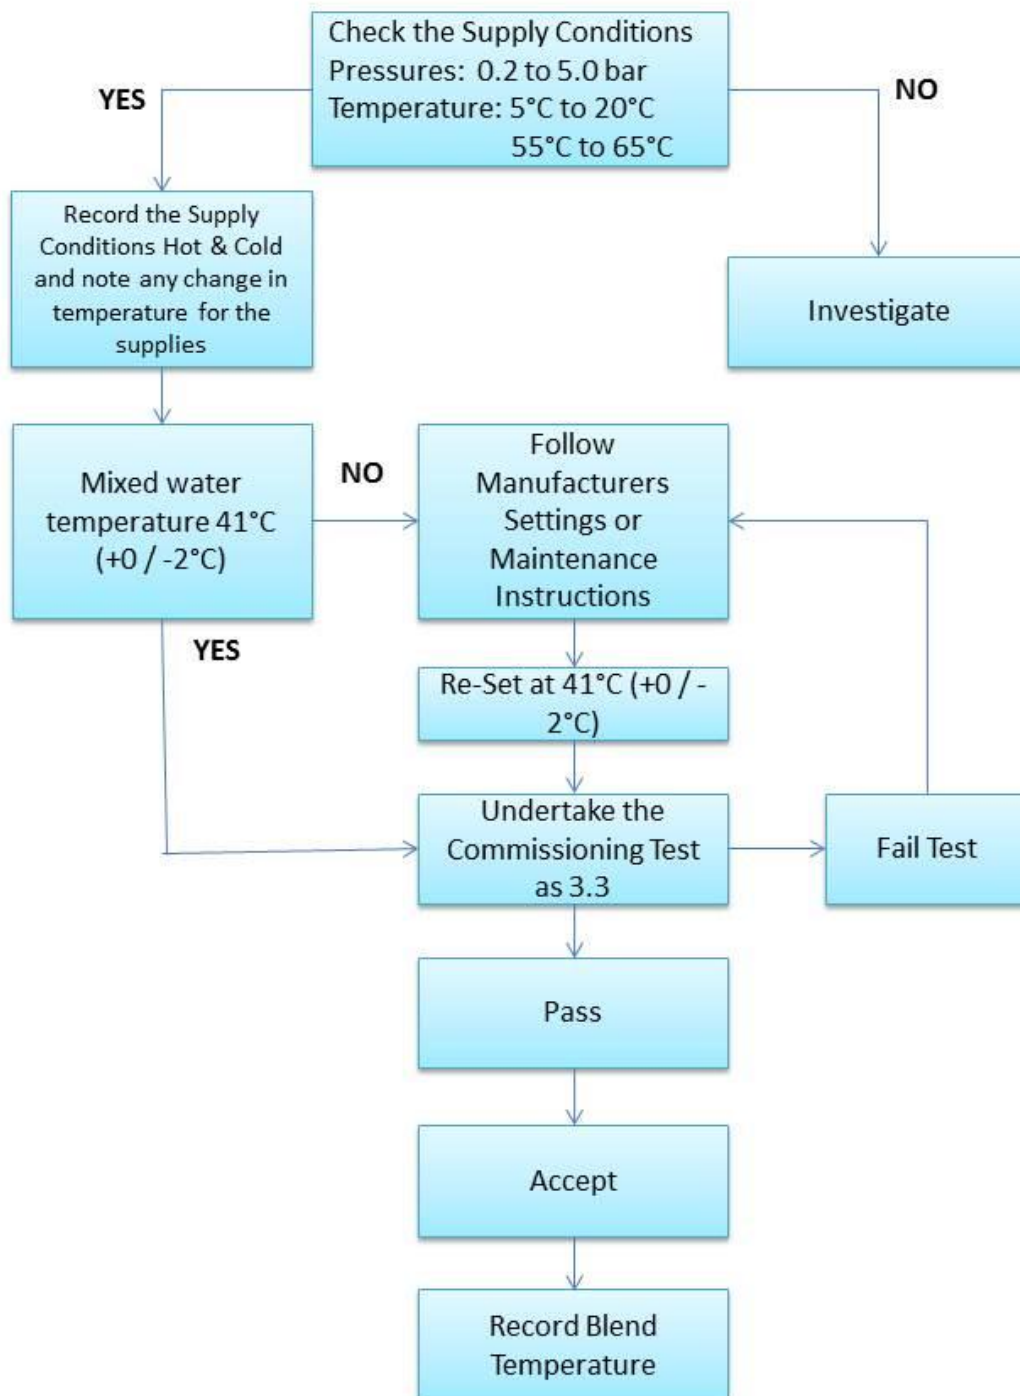 Check the Supply Conditions
Pressures: 0.2 to 5.0 bar
Temperature: 5°C to 20°C
55°C to 65°C
YES
NO
Record the Supply
Conditions Hot & Cold
and note any change in
temperature for the
supplies
Investigate
Mixed water
temperature 41°C
(+0 / -2°C)
NO
Follow
Manufacturers
Settings or
Maintenance
Instructions
YES
Re-Set at 41°C (+0 / -
2°C)
Undertake the
Commissioning Test
as 3.3
Fail Test
Pass
Accept
Record Blend
Temperature